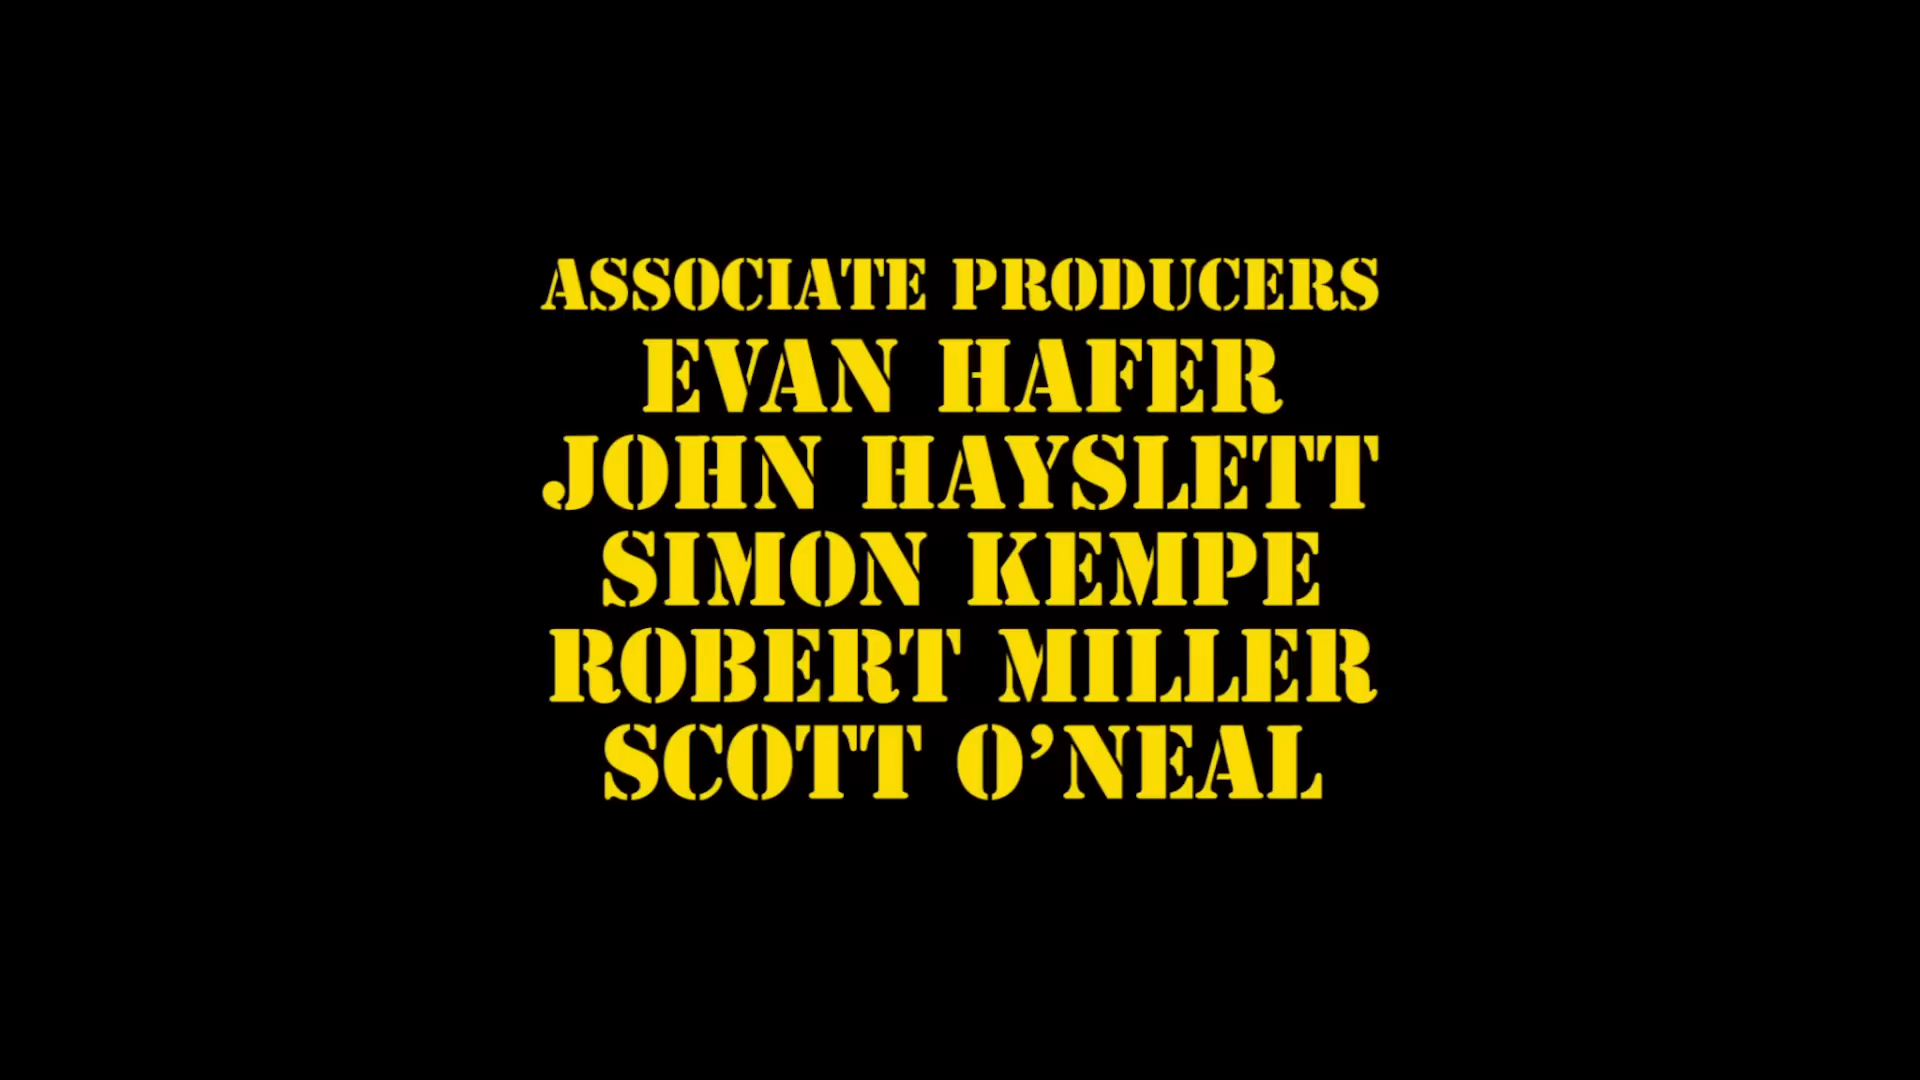 ASSOCIATE PRODUCERS
EVAN HAFER
JOHN HAYSLETT
SIMON KEMPE
ROBERT MILLER
SCOTT O’NEAL